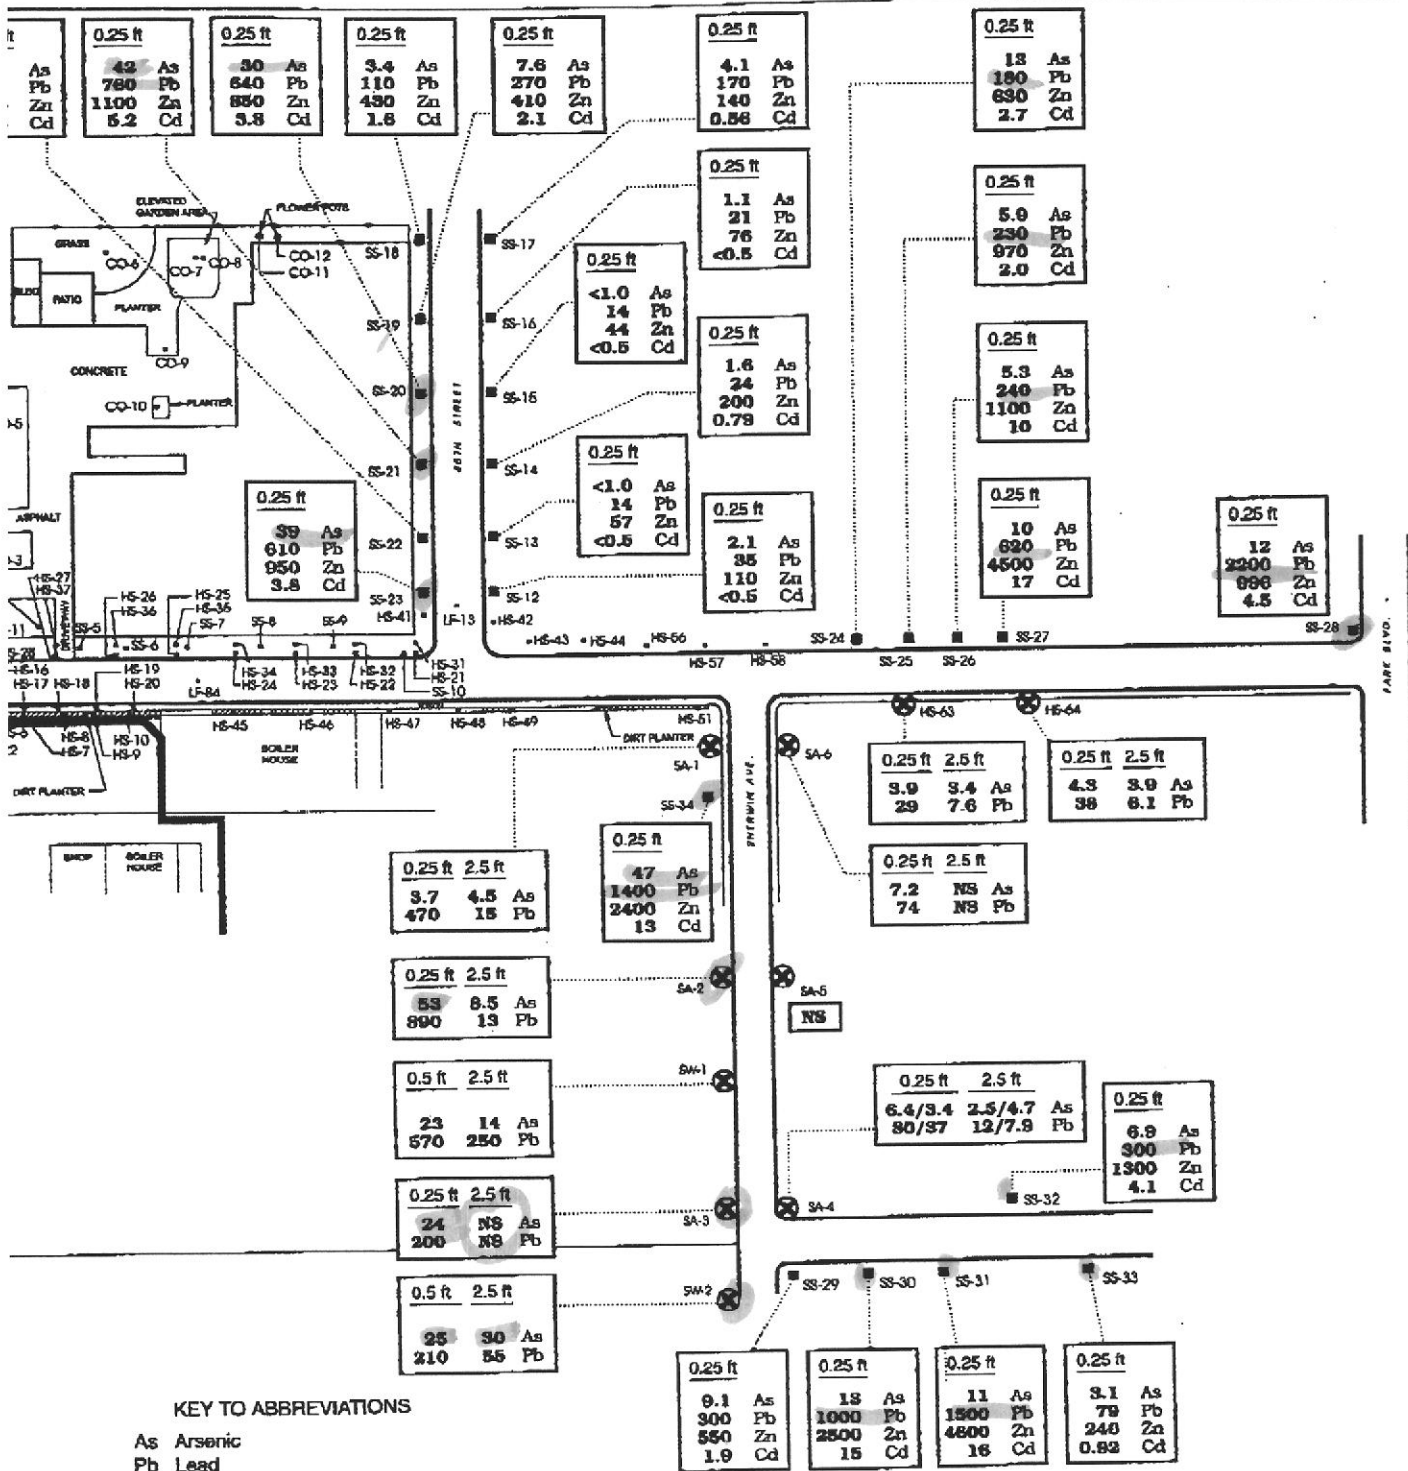 ft
As
Pb
Zn
Cd
0.25 ft
42 As
760 Pb
1100 Zn
5.2 Cd
0.25 ft
30 As
640 Pb
850 Zn
3.8 Cd
0.25 ft
3.4 As
110 Pb
430 Zn
1.6 Cd
0.25 ft
7.6 As
270 Pb
410 Zn
2.1 Cd
0.25 ft
4.1 As
170 Pb
140 Zn
0.56 Cd
0.25 ft
13 As
180 Pb
630 Zn
2.7 Cd
0.25 ft
1.1 As
21 Pb
76 Zn
<0.5 Cd
0.25 ft
5.9 As
230 Pb
970 Zn
2.0 Cd
ELEVATED
GARDEN AREA
FLOWER POTS
GRASS
CO-6
CO-7
CO-8
CO-12
CO-11
SS-18
SS-17
BLDG
PATIO
PLANTER
SS-19
SS-16
0.25 ft
<1.0 As
14 Pb
44 Zn
<0.5 Cd
0.25 ft
1.6 As
24 Pb
200 Zn
0.79 Cd
0.25 ft
5.3 As
240 Pb
1100 Zn
10 Cd
CO-9
CONCRETE
CO-10
PLANTER
SS-20
SS-15
STREET
SS-21
SS-14
0.25 ft
<1.0 As
14 Pb
57 Zn
<0.5 Cd
0.25 ft
2.1 As
35 Pb
110 Zn
<0.5 Cd
0.25 ft
10 As
620 Pb
4500 Zn
17 Cd
0.25 ft
12 As
2200 Pb
996 Zn
4.5 Cd
ASPHALT
0.25 ft
39 As
610 Pb
950 Zn
3.8 Cd
SS-22
SS-13
SS-23
SS-12
HS-27
HS-37
DRIVEWAY
SS-5
HS-26
HS-36
SS-6
HS-25
HS-35
SS-7
SS-8
SS-9
HS-41
LF-13
HS-42
HS-43
HS-44
HS-56
HS-57
HS-58
SS-24
SS-25
SS-26
SS-27
SS-28
PARK BLVD.
HS-16
HS-17
HS-18
HS-19
HS-20
HS-34
HS-24
HS-33
HS-23
HS-32
HS-22
HS-31
HS-21
SS-10
LF-84
HS-45
HS-46
HS-47
HS-48
HS-49
HS-51
DIRT PLANTER
HS-63
HS-64
HS-8
HS-7
HS-10
HS-9
BOILER
HOUSE
DIRT PLANTER
SA-1
SA-6
SS-34
SHERWIN AVE.
0.25 ft 2.5 ft
3.9 3.4 As
29 7.6 Pb
0.25 ft 2.5 ft
4.3 3.9 As
38 6.1 Pb
SHOP
BOILER
HOUSE
0.25 ft 2.5 ft
3.7 4.5 As
470 15 Pb
0.25 ft
47 As
1400 Pb
2400 Zn
13 Cd
0.25 ft 2.5 ft
7.2 NS As
74 NS Pb
0.25 ft 2.5 ft
53 8.5 As
890 13 Pb
SA-2
SA-5
NS
0.5 ft 2.5 ft
23 14 As
570 250 Pb
SW-1
0.25 ft 2.5 ft
6.4/3.4 2.5/4.7 As
80/37 12/7.9 Pb
0.25 ft
6.9 As
300 Pb
1300 Zn
4.1 Cd
0.25 ft 2.5 ft
24 NS As
200 NS Pb
SA-3
SA-4
SS-32
0.5 ft 2.5 ft
25 30 As
210 55 Pb
SW-2
SS-29
SS-30
SS-31
SS-33
0.25 ft
9.1 As
300 Pb
550 Zn
1.9 Cd
0.25 ft
13 As
1000 Pb
2500 Zn
15 Cd
0.25 ft
11 As
1500 Pb
4600 Zn
16 Cd
0.25 ft
3.1 As
79 Pb
240 Zn
0.92 Cd
KEY TO ABBREVIATIONS
As Arsenic
Pb Lead